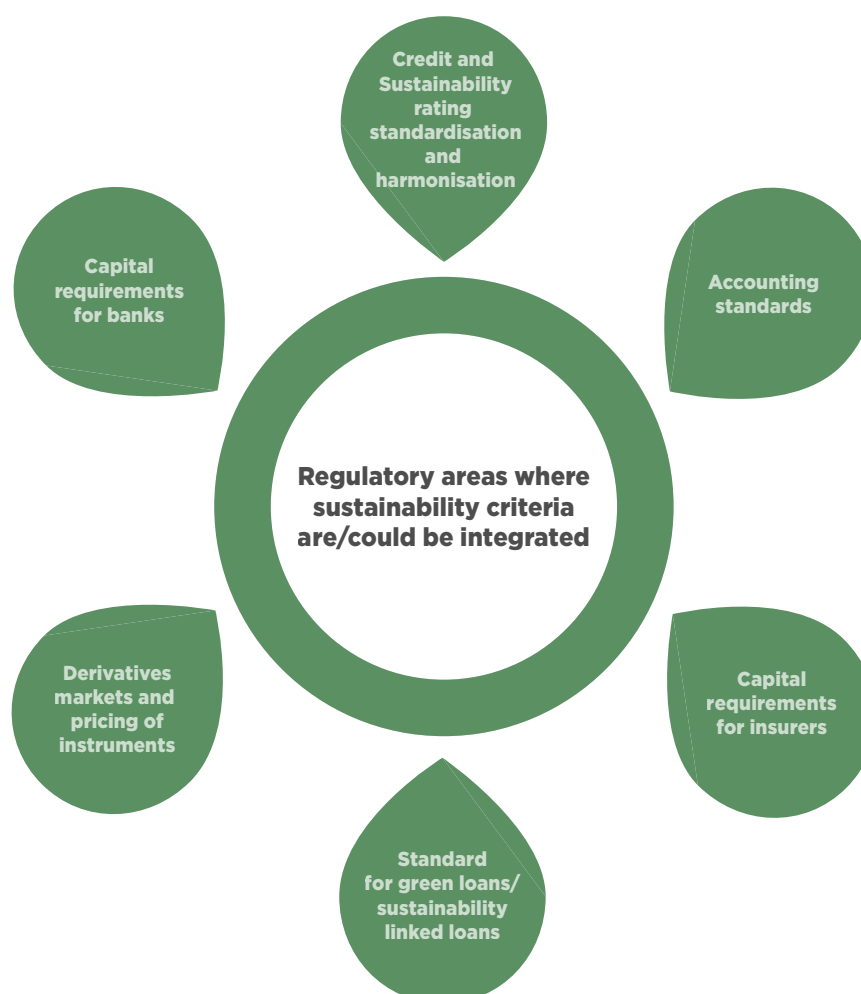 Credit and
Sustainability
rating
standardisation
and
harmonisation
Capital
requirements
for banks
Accounting
standards
Regulatory areas where
sustainability criteria
are/could be integrated
Derivatives
markets and
pricing of
instruments
Capital
requirements
for insurers
Standard
for green loans/
sustainability
linked loans